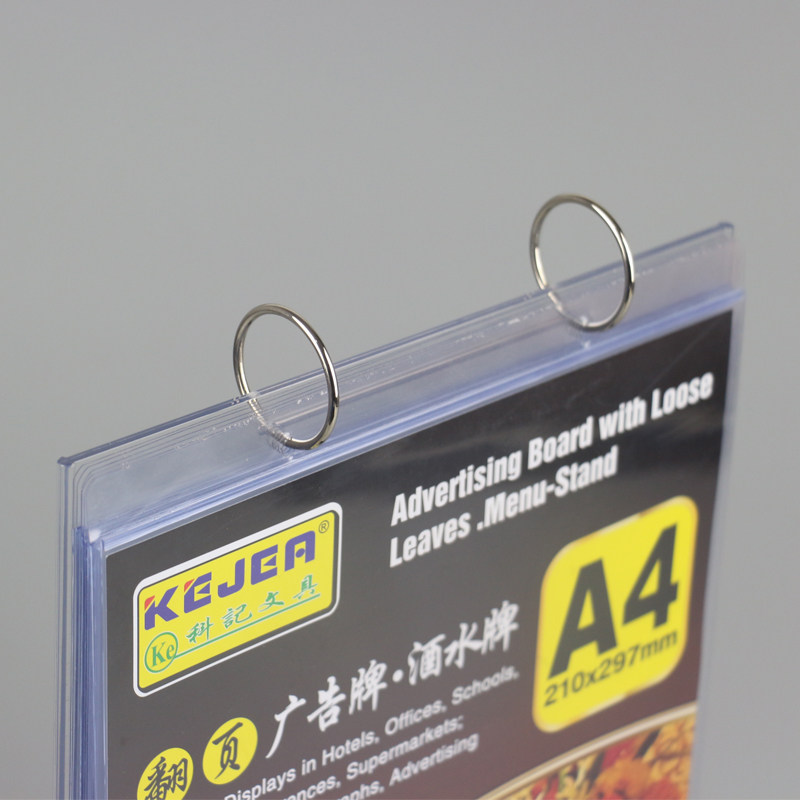 KEJEA®
Ke 科記文具
Advertising Board with Loose
Leaves .Menu-Stand
A4
210x297mm
翻页广告牌·酒水牌
Displays in Hotels, Offices, Schools,
Supermarkets;
Advertising